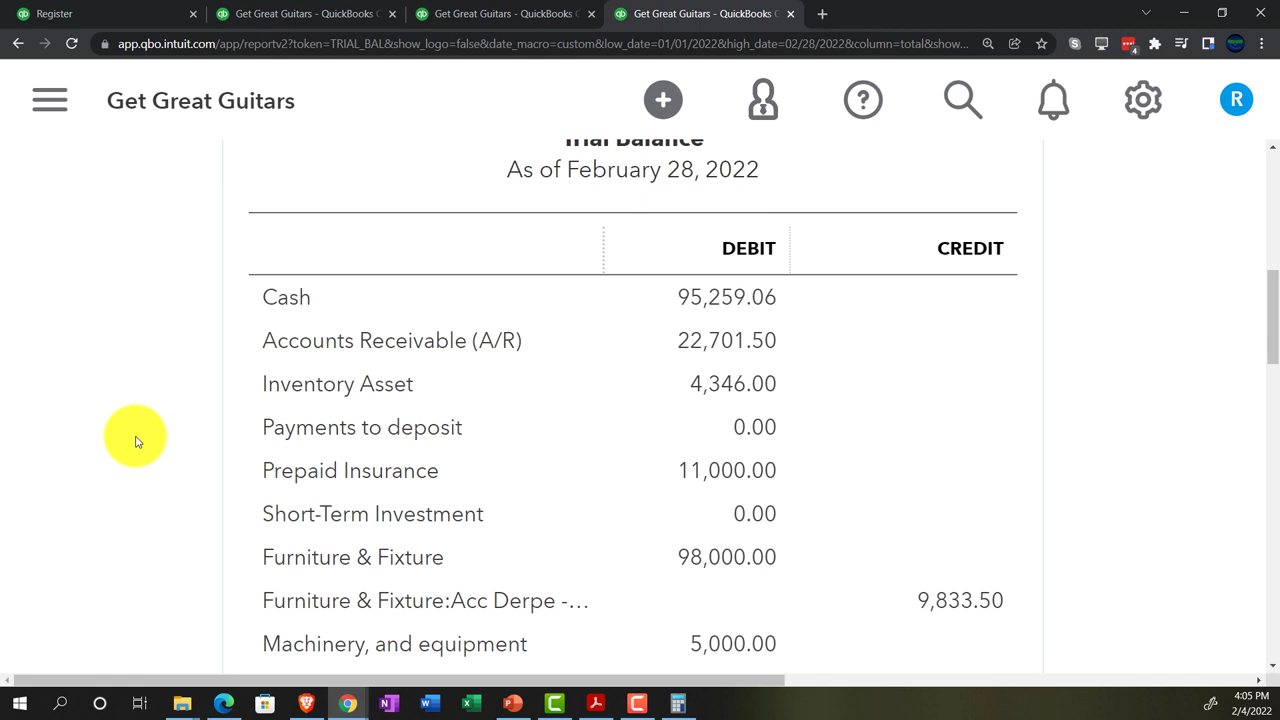 Register
Get Great Guitars - QuickBooks C
Get Great Guitars - QuickBooks C
Get Great Guitars - QuickBooks C
app.qbo.intuit.com/app/reportv2?token=TRIAL_BAL&show_logo=false&date_macro=custom&low_date=01/01/2022&high_date=02/28/2022&column=total&show...
4
Get Great Guitars
R
Trial Balance
As of February 28, 2022
DEBIT CREDIT
Cash 95,259.06
Accounts Receivable (A/R) 22,701.50
Inventory Asset 4,346.00
Payments to deposit 0.00
Prepaid Insurance 11,000.00
Short-Term Investment 0.00
Furniture & Fixture 98,000.00
Furniture & Fixture:Acc Derpe -... 9,833.50
Machinery, and equipment 5,000.00
4:05 PM
2/4/2022